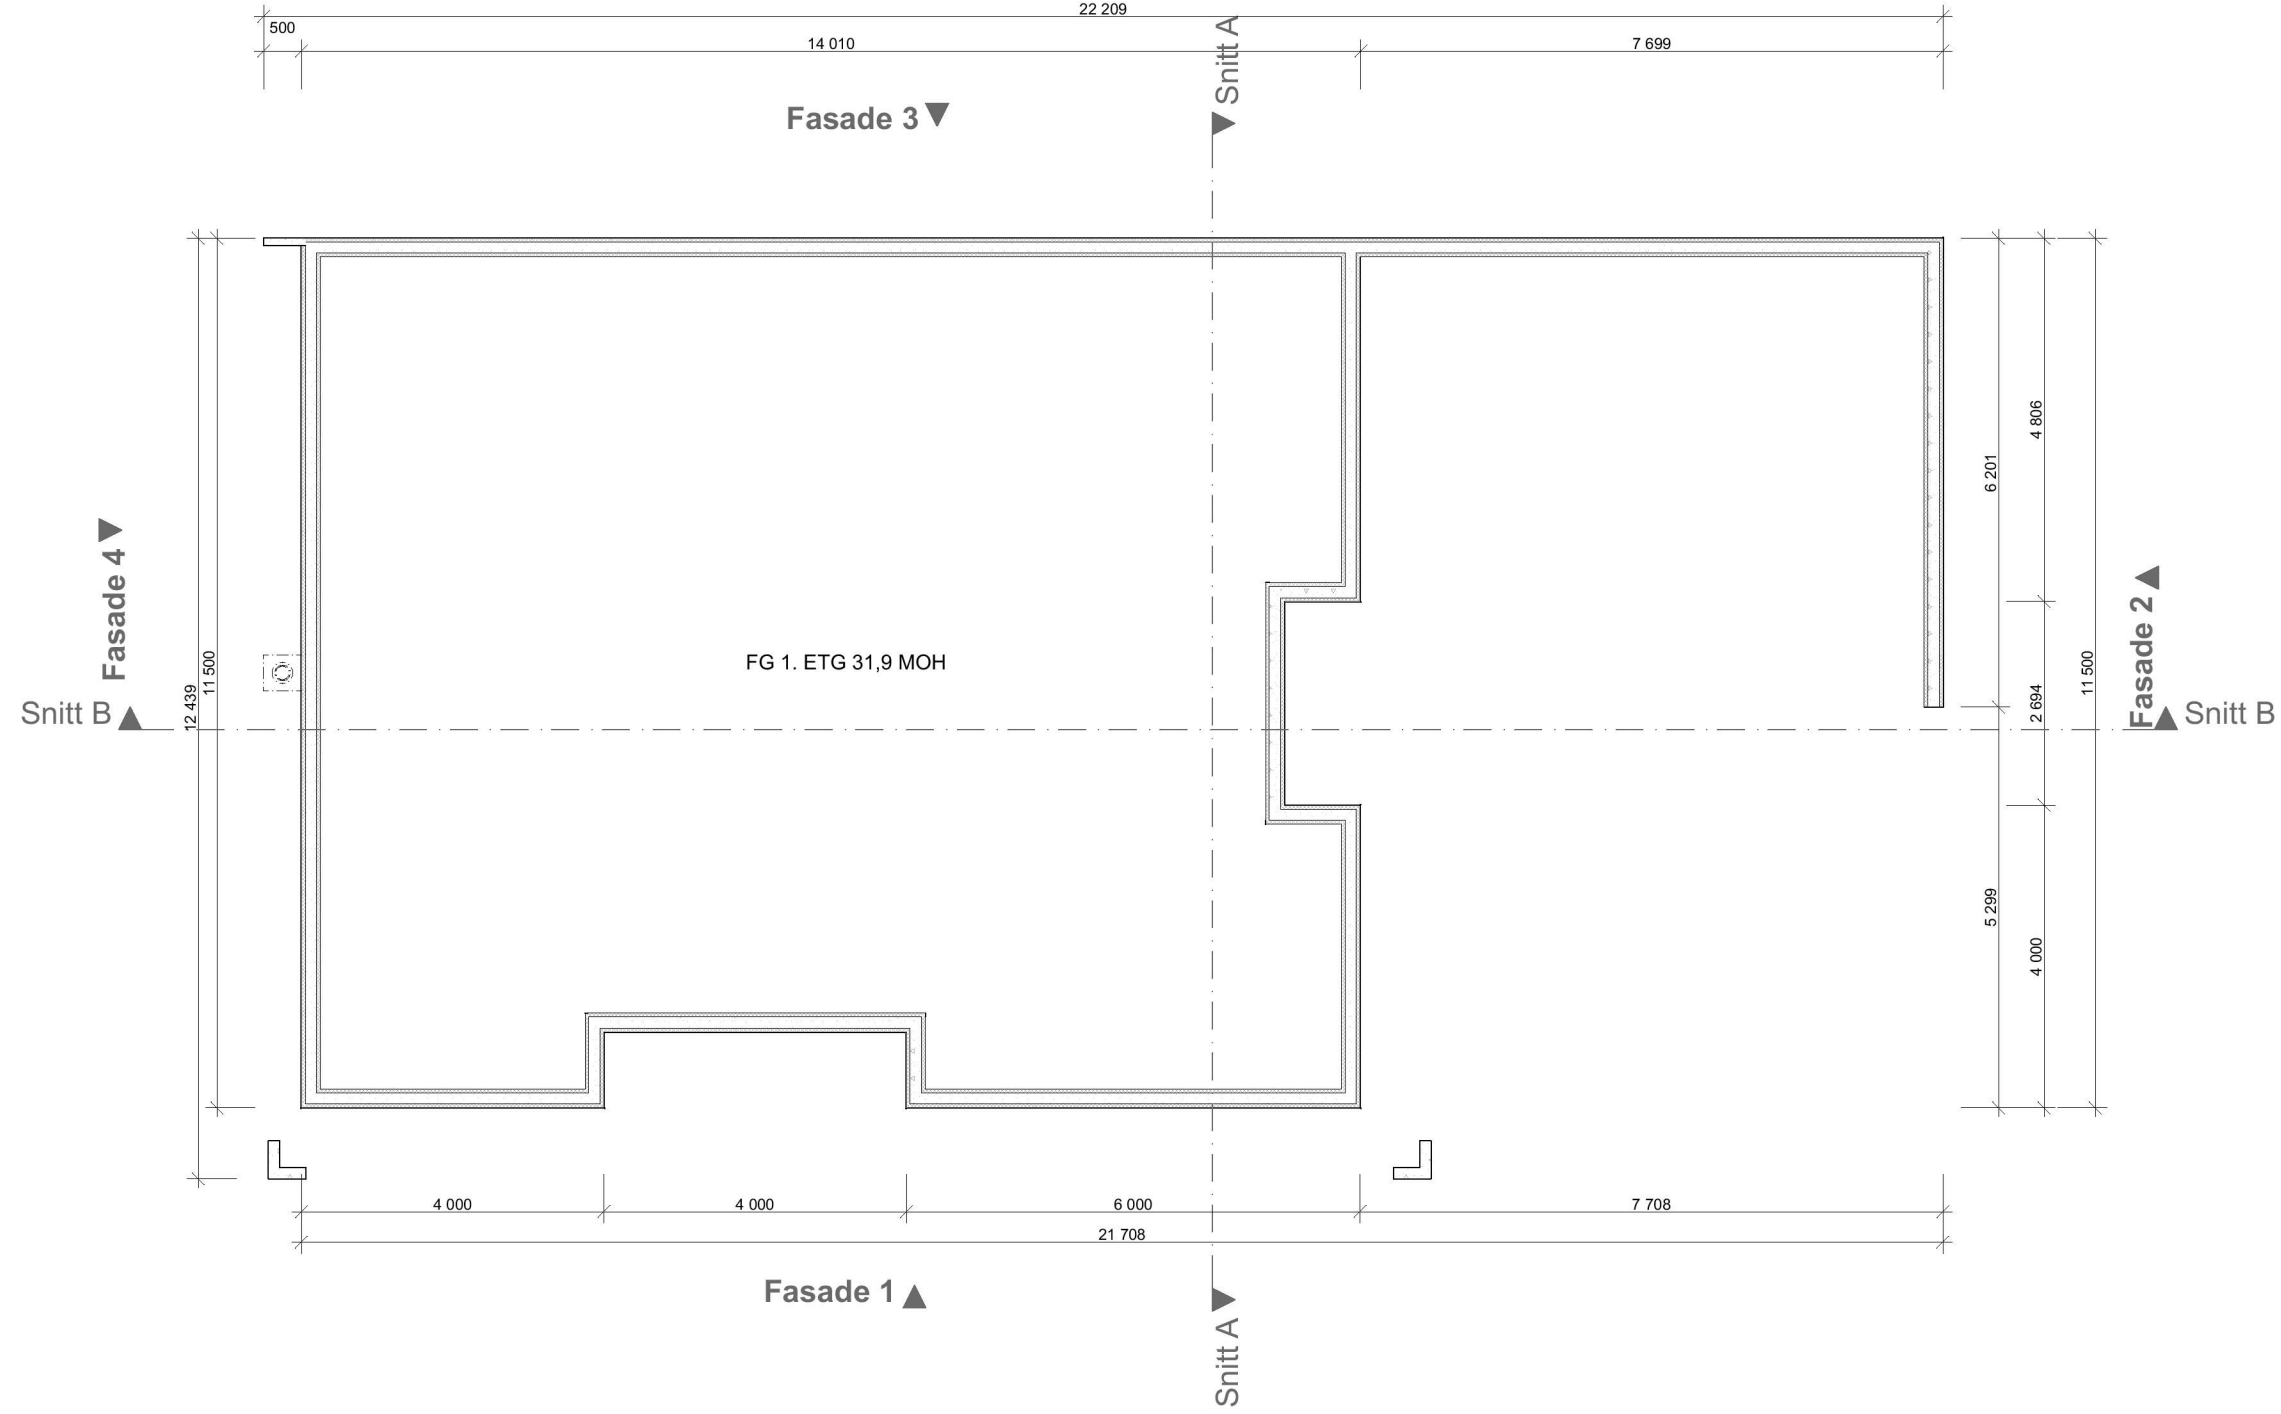 22 209
500
14 010
7 699
Snitt A
Fasade 3
4 806
6 201
Fasade 4
Fasade 2
FG 1. ETG 31,9 MOH
11 500
12 439
11 500
2 694
Snitt B
Snitt B
5 299
4 000
4 000
4 000
6 000
7 708
21 708
Fasade 1
Snitt A